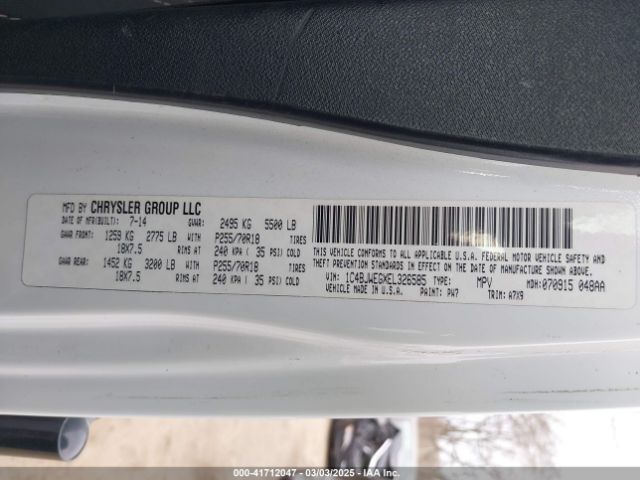 MFD BY CHRYSLER GROUP LLC
DATE OF MFR(BUILT): 7-14 GVWR: 2495 KG 5500 LB
GAWR FRONT: 1259 KG 2775 LB WITH P255/70R18 TIRES
18X7.5 RIMS AT 240 KPA ( 35 PSI) COLD
GAWR REAR: 1452 KG 3200 LB WITH P255/70R18 TIRES
18X7.5 RIMS AT 240 KPA ( 35 PSI) COLD
THIS VEHICLE CONFORMS TO ALL APPLICABLE U.S.A. FEDERAL MOTOR VEHICLE SAFETY AND
THEFT PREVENTION STANDARDS IN EFFECT ON THE DATE OF MANUFACTURE SHOWN ABOVE.
VIN: 1C4BJWEGXEL326585 TYPE: MPV MDH: 070915 048AA
VEHICLE MADE IN U.S.A. PAINT: PW7 TRIM: A7X9
000-41712047 - 03/03/2025 - IAA Inc.